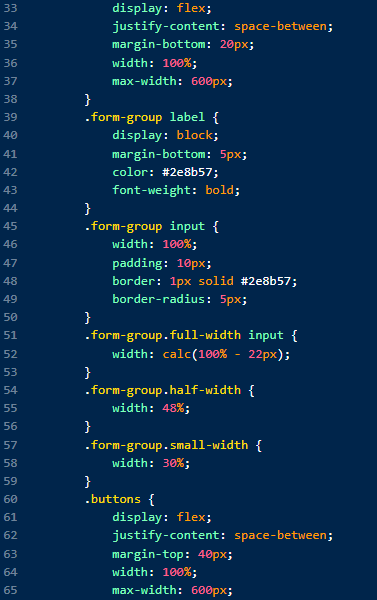 33 display: flex;
34 justify-content: space-between;
35 margin-bottom: 20px;
36 width: 100%;
37 max-width: 600px;
38 }
39 .form-group label {
40 display: block;
41 margin-bottom: 5px;
42 color: #2e8b57;
43 font-weight: bold;
44 }
45 .form-group input {
46 width: 100%;
47 padding: 10px;
48 border: 1px solid #2e8b57;
49 border-radius: 5px;
50 }
51 .form-group.full-width input {
52 width: calc(100% - 22px);
53 }
54 .form-group.half-width {
55 width: 48%;
56 }
57 .form-group.small-width {
58 width: 30%;
59 }
60 .buttons {
61 display: flex;
62 justify-content: space-between;
63 margin-top: 40px;
64 width: 100%;
65 max-width: 600px;